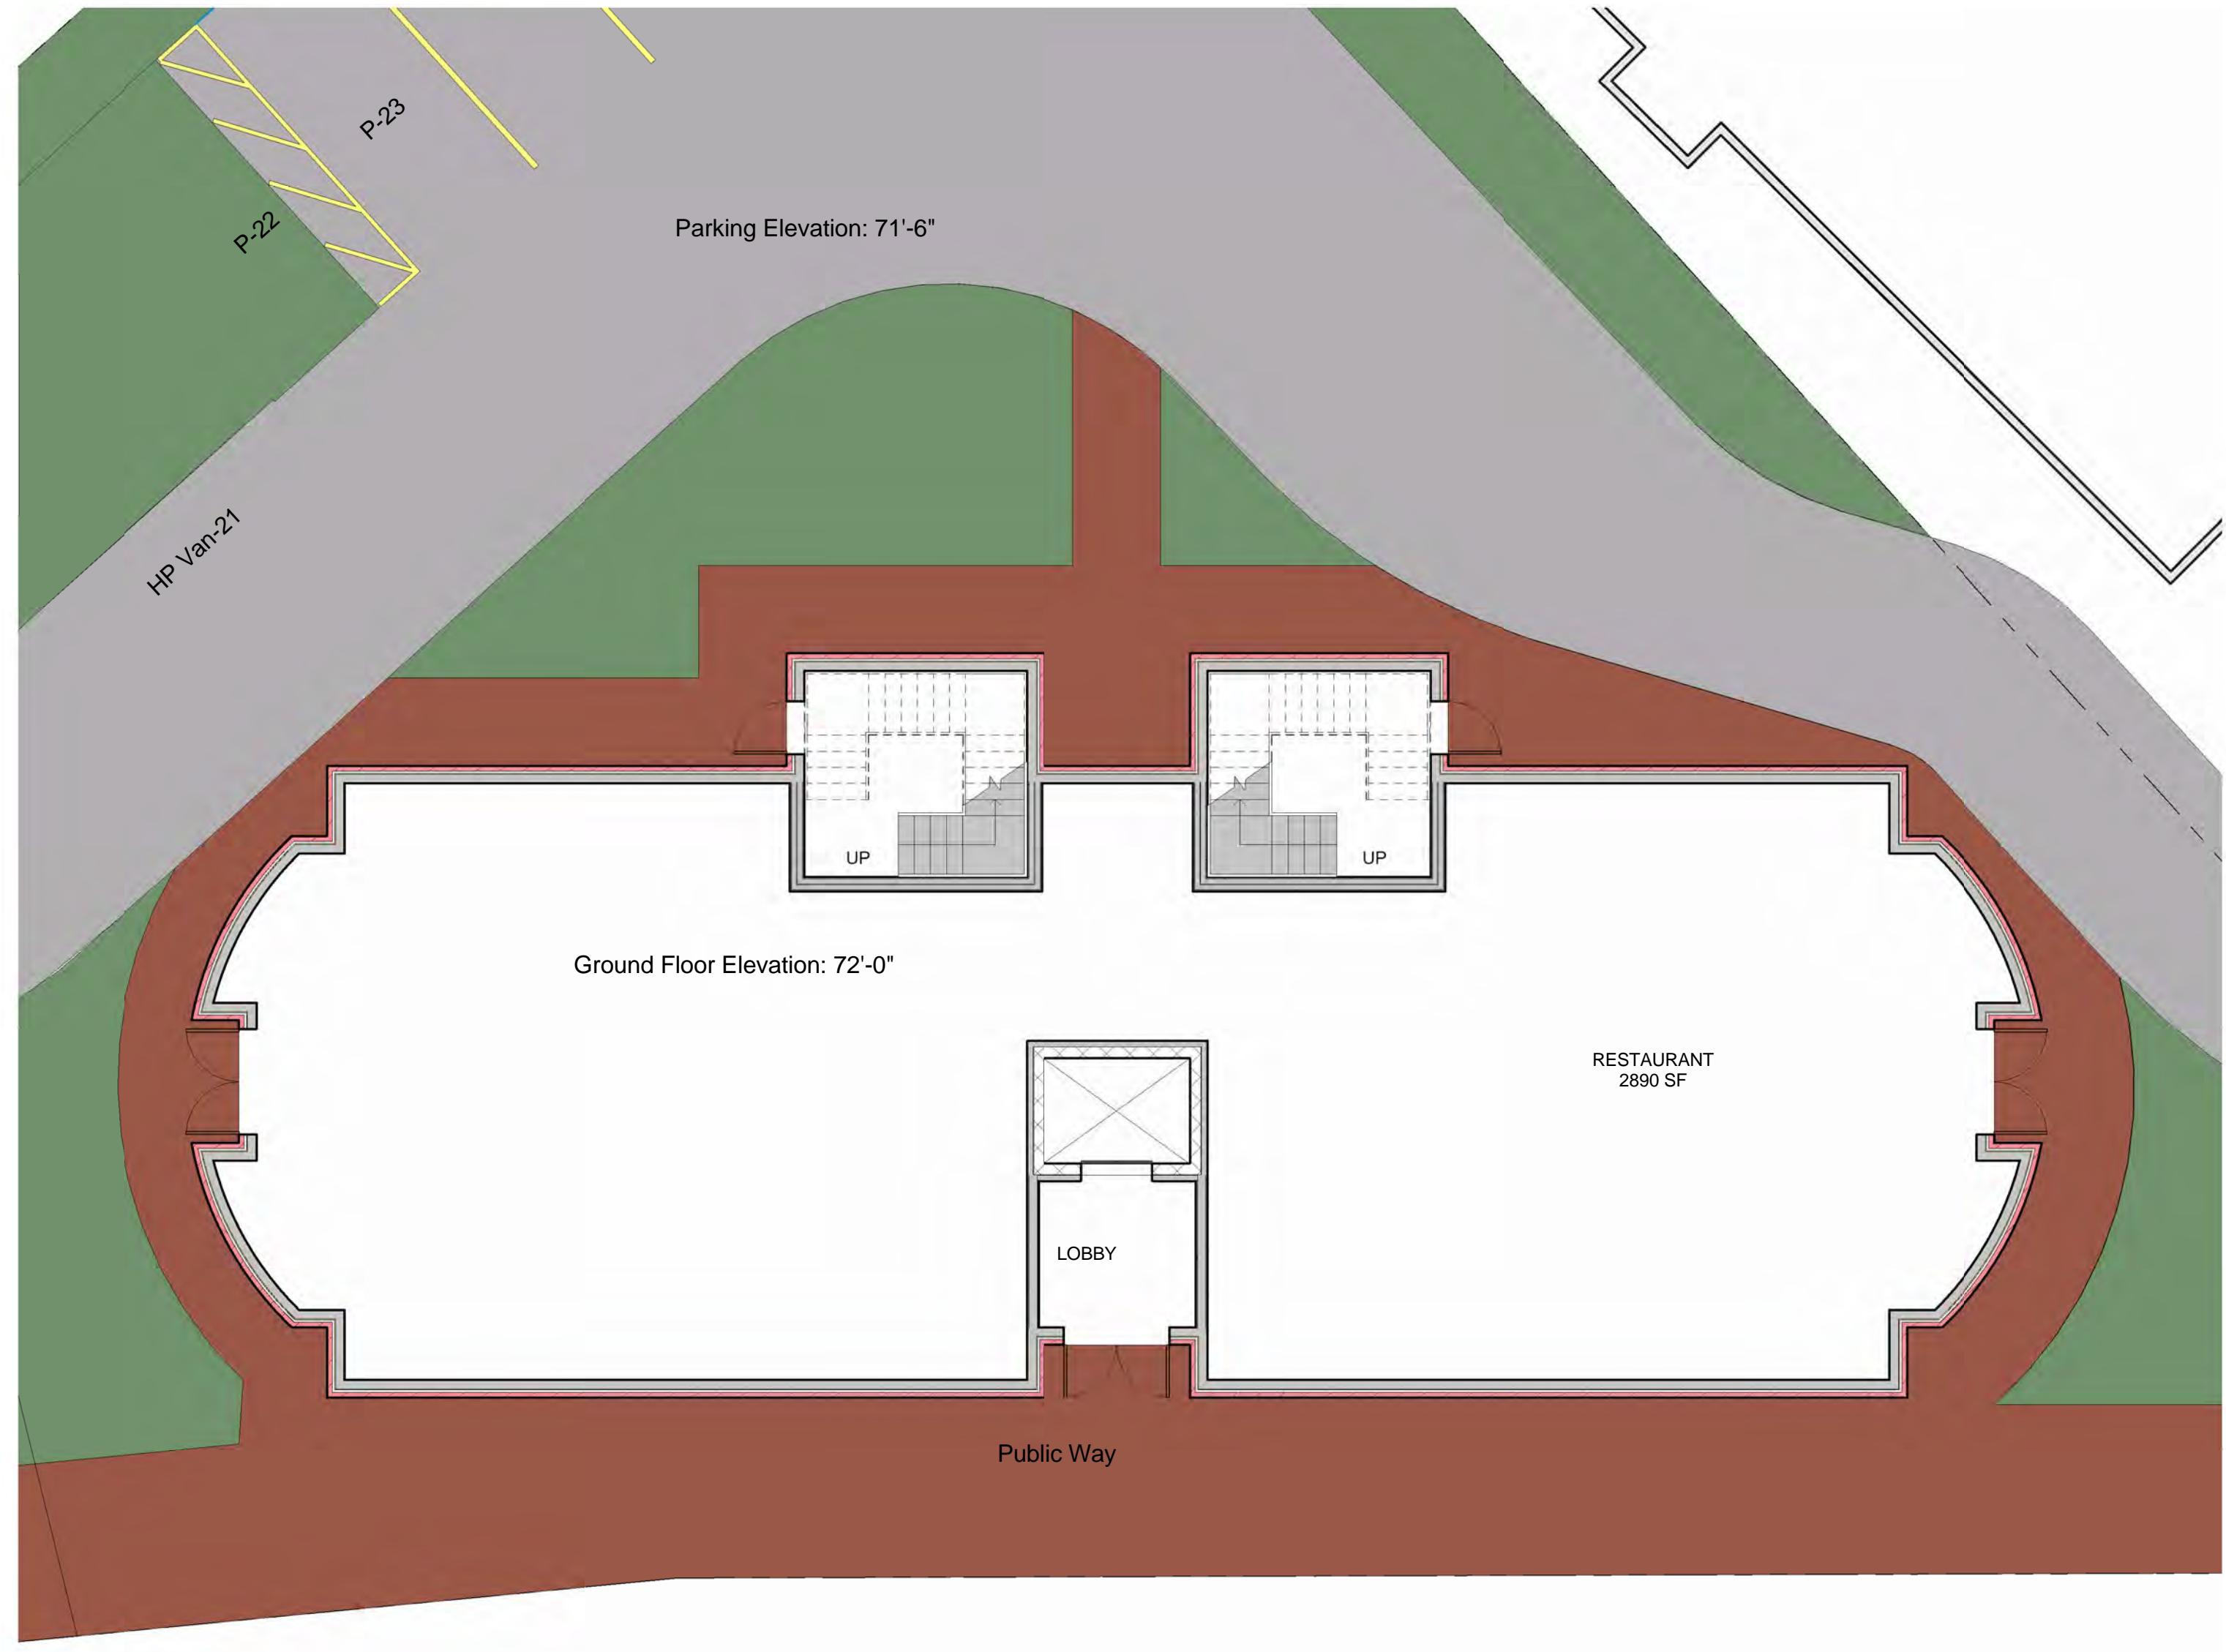 P-23
P-22
Parking Elevation: 71'-6"
HP Van-21
UP
UP
Ground Floor Elevation: 72'-0"
RESTAURANT
2890 SF
LOBBY
Public Way